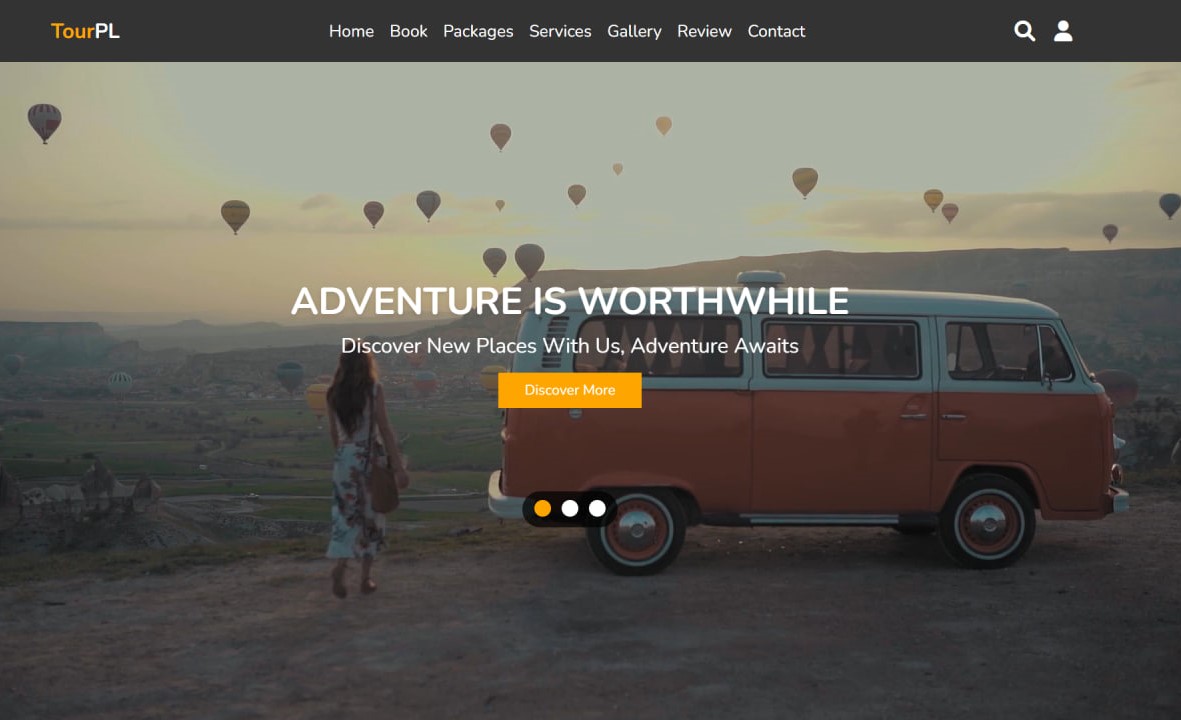 TourPL
Home Book Packages Services Gallery Review Contact
ADVENTURE IS WORTHWHILE
Discover New Places With Us, Adventure Awaits
Discover More